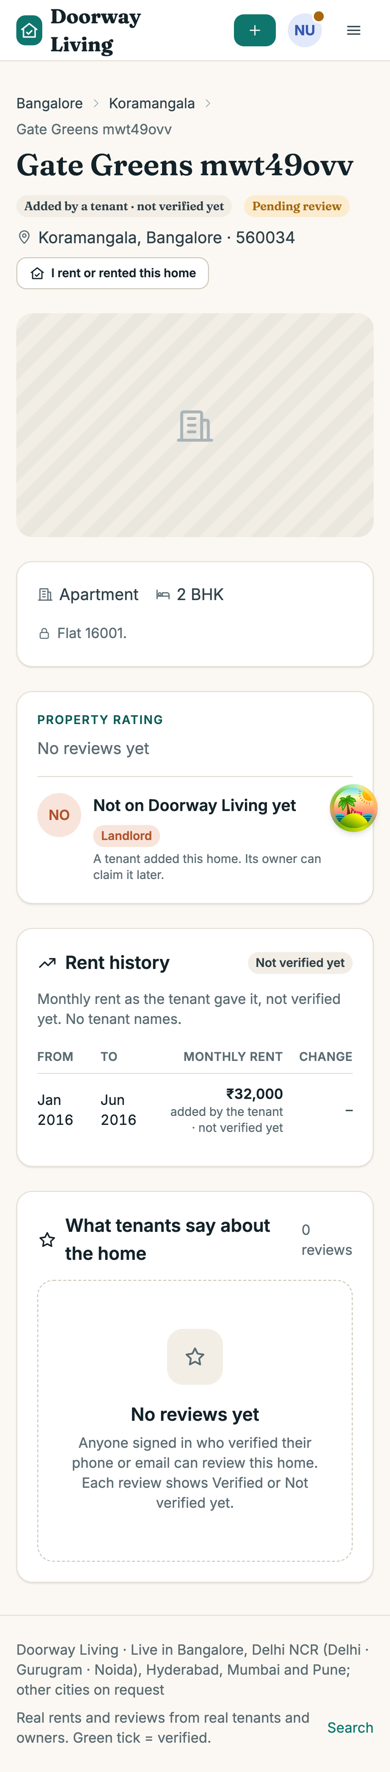 Doorway
Living
+
NU
Bangalore > Koramangala >
Gate Greens mwt49ovv
Gate Greens mwt49ovv
Added by a tenant · not verified yet
Pending review
Koramangala, Bangalore · 560034
I rent or rented this home
Apartment 2 BHK
Flat 16001.
PROPERTY RATING
No reviews yet
NO
Not on Doorway Living yet
Landlord
A tenant added this home. Its owner can
claim it later.
Rent history
Not verified yet
Monthly rent as the tenant gave it, not verified
yet. No tenant names.
FROM TO MONTHLY RENT CHANGE
Jan
2016
Jun
2016
₹32,000
added by the tenant
· not verified yet
–
What tenants say about
the home
0
reviews
No reviews yet
Anyone signed in who verified their
phone or email can review this home.
Each review shows Verified or Not
verified yet.
Doorway Living · Live in Bangalore, Delhi NCR (Delhi ·
Gurugram · Noida), Hyderabad, Mumbai and Pune;
other cities on request
Real rents and reviews from real tenants and
owners. Green tick = verified.
Search